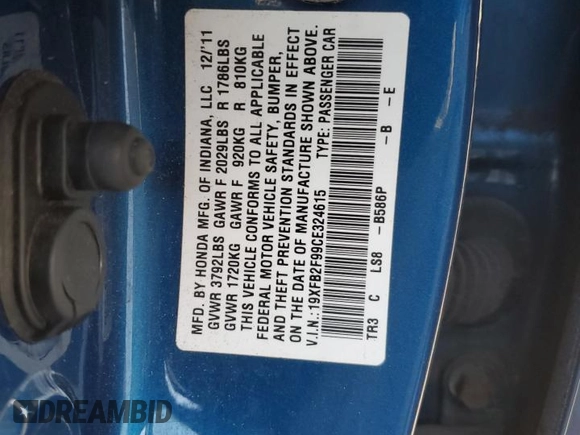 MFD. BY HONDA MFG. OF INDIANA, LLC 12/'11
GVWR 3792LBS GAWR F 2029LBS R 1786LBS
GVWR 1720KG GAWR F 920KG R 810KG
THIS VEHICLE CONFORMS TO ALL APPLICABLE
FEDERAL MOTOR VEHICLE SAFETY, BUMPER,
AND THEFT PREVENTION STANDARDS IN EFFECT
ON THE DATE OF MANUFACTURE SHOWN ABOVE.
V.I.N.:19XFB2F99CE324615 TYPE: PASSENGER CAR
TR3 C LS8 -B586P -B -E
DREAMBID